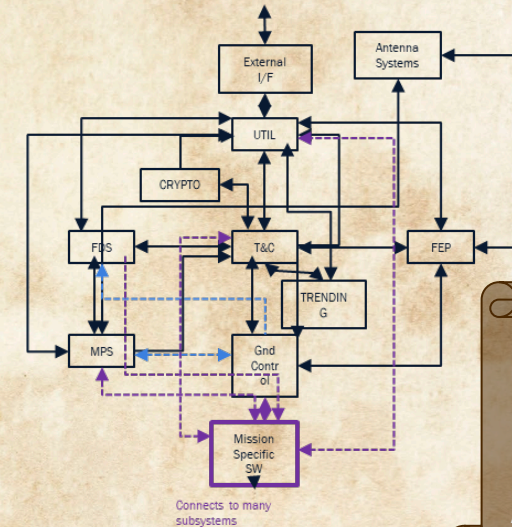 External
I/F
Antenna
Systems
UTIL
CRYPTO
FDS
T&C
FEP
TRENDIN
G
MPS
Gnd
Contr
ol
Mission
Specific
SW
Connects to many
subsystems